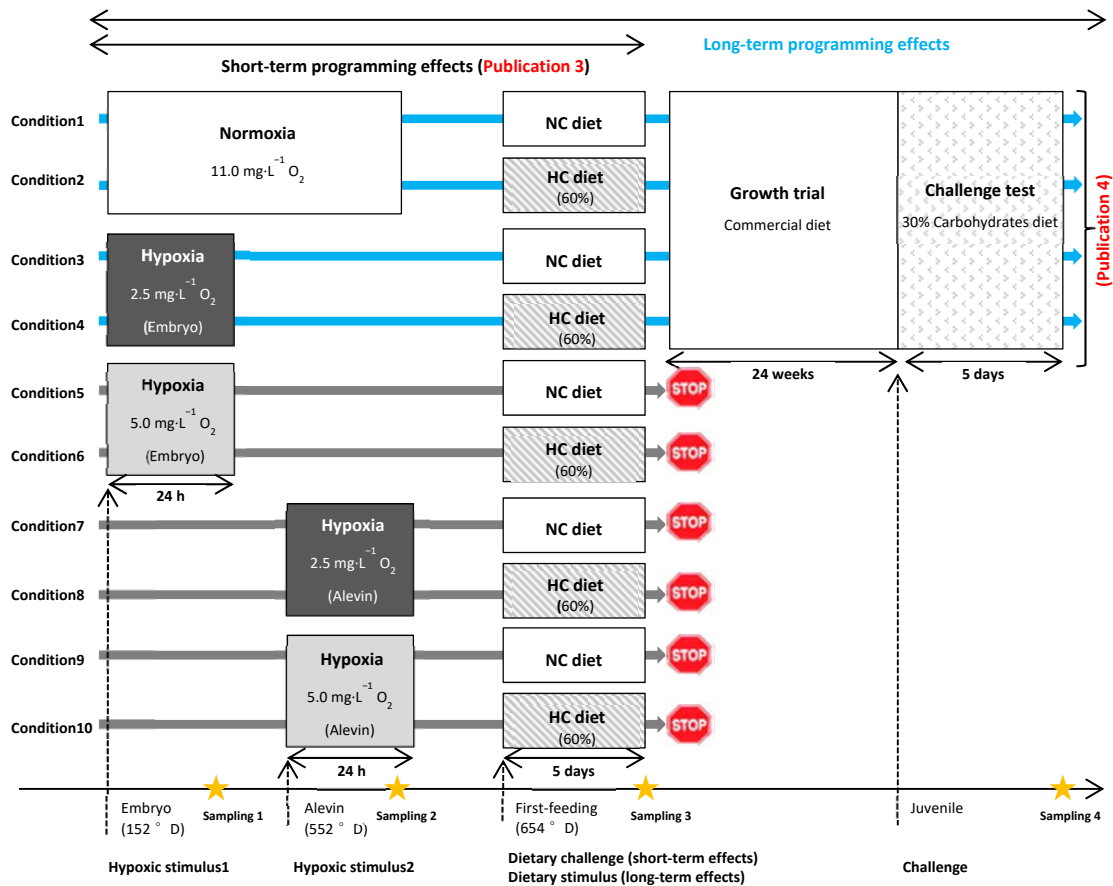 Long-term programming effects
Short-term programming effects (Publication 3)
Condition1
Normoxia
11.0 mg·L⁻¹ O₂
NC diet
Condition2
HC diet
(60%)
Growth trial
Commercial diet
Challenge test
30% Carbohydrates diet
(Publication 4)
Condition3
Hypoxia
2.5 mg·L⁻¹ O₂
(Embryo)
NC diet
Condition4
HC diet
(60%)
24 weeks
5 days
Condition5
Hypoxia
5.0 mg·L⁻¹ O₂
(Embryo)
NC diet
STOP
Condition6
HC diet
(60%)
STOP
24 h
Condition7
Hypoxia
2.5 mg·L⁻¹ O₂
(Alevin)
NC diet
STOP
Condition8
HC diet
(60%)
STOP
Condition9
Hypoxia
5.0 mg·L⁻¹ O₂
(Alevin)
NC diet
STOP
Condition10
HC diet
(60%)
STOP
24 h
5 days
Embryo
(152 ° D)
Sampling 1
Alevin
(552 ° D)
Sampling 2
First-feeding
(654 ° D)
Sampling 3
Juvenile
Sampling 4
Hypoxic stimulus1
Hypoxic stimulus2
Dietary challenge (short-term effects)
Dietary stimulus (long-term effects)
Challenge